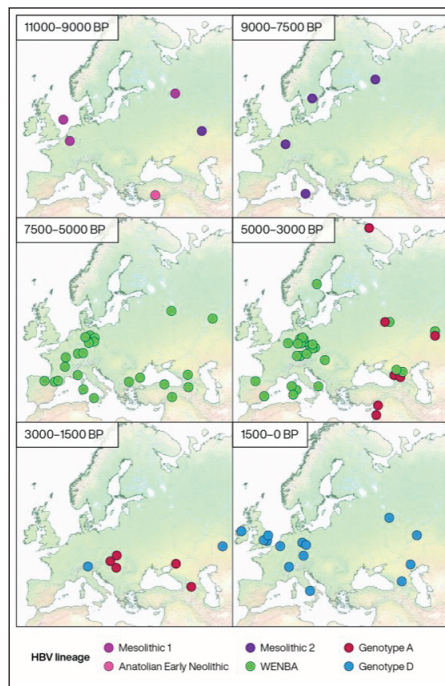 11000–9000 BP
9000–7500 BP
7500–5000 BP
5000–3000 BP
3000–1500 BP
1500–0 BP
HBV lineage
Mesolithic 1
Mesolithic 2
Genotype A
Anatolian Early Neolithic
WENBA
Genotype D